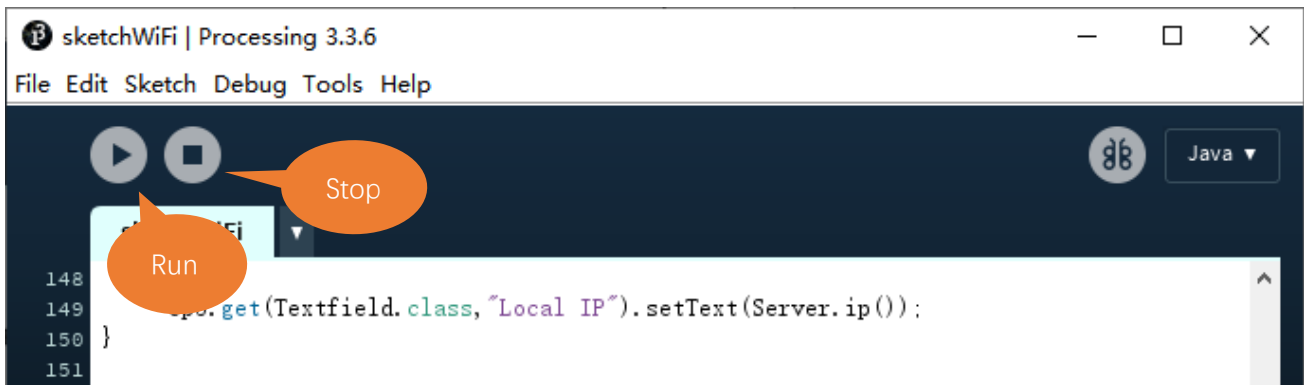 sketchWiFi | Processing 3.3.6
File Edit Sketch Debug Tools Help
Java ▼
Stop
Run
148
149 .get(Textfield.class,"Local IP").setText(Server.ip());
150 }
151